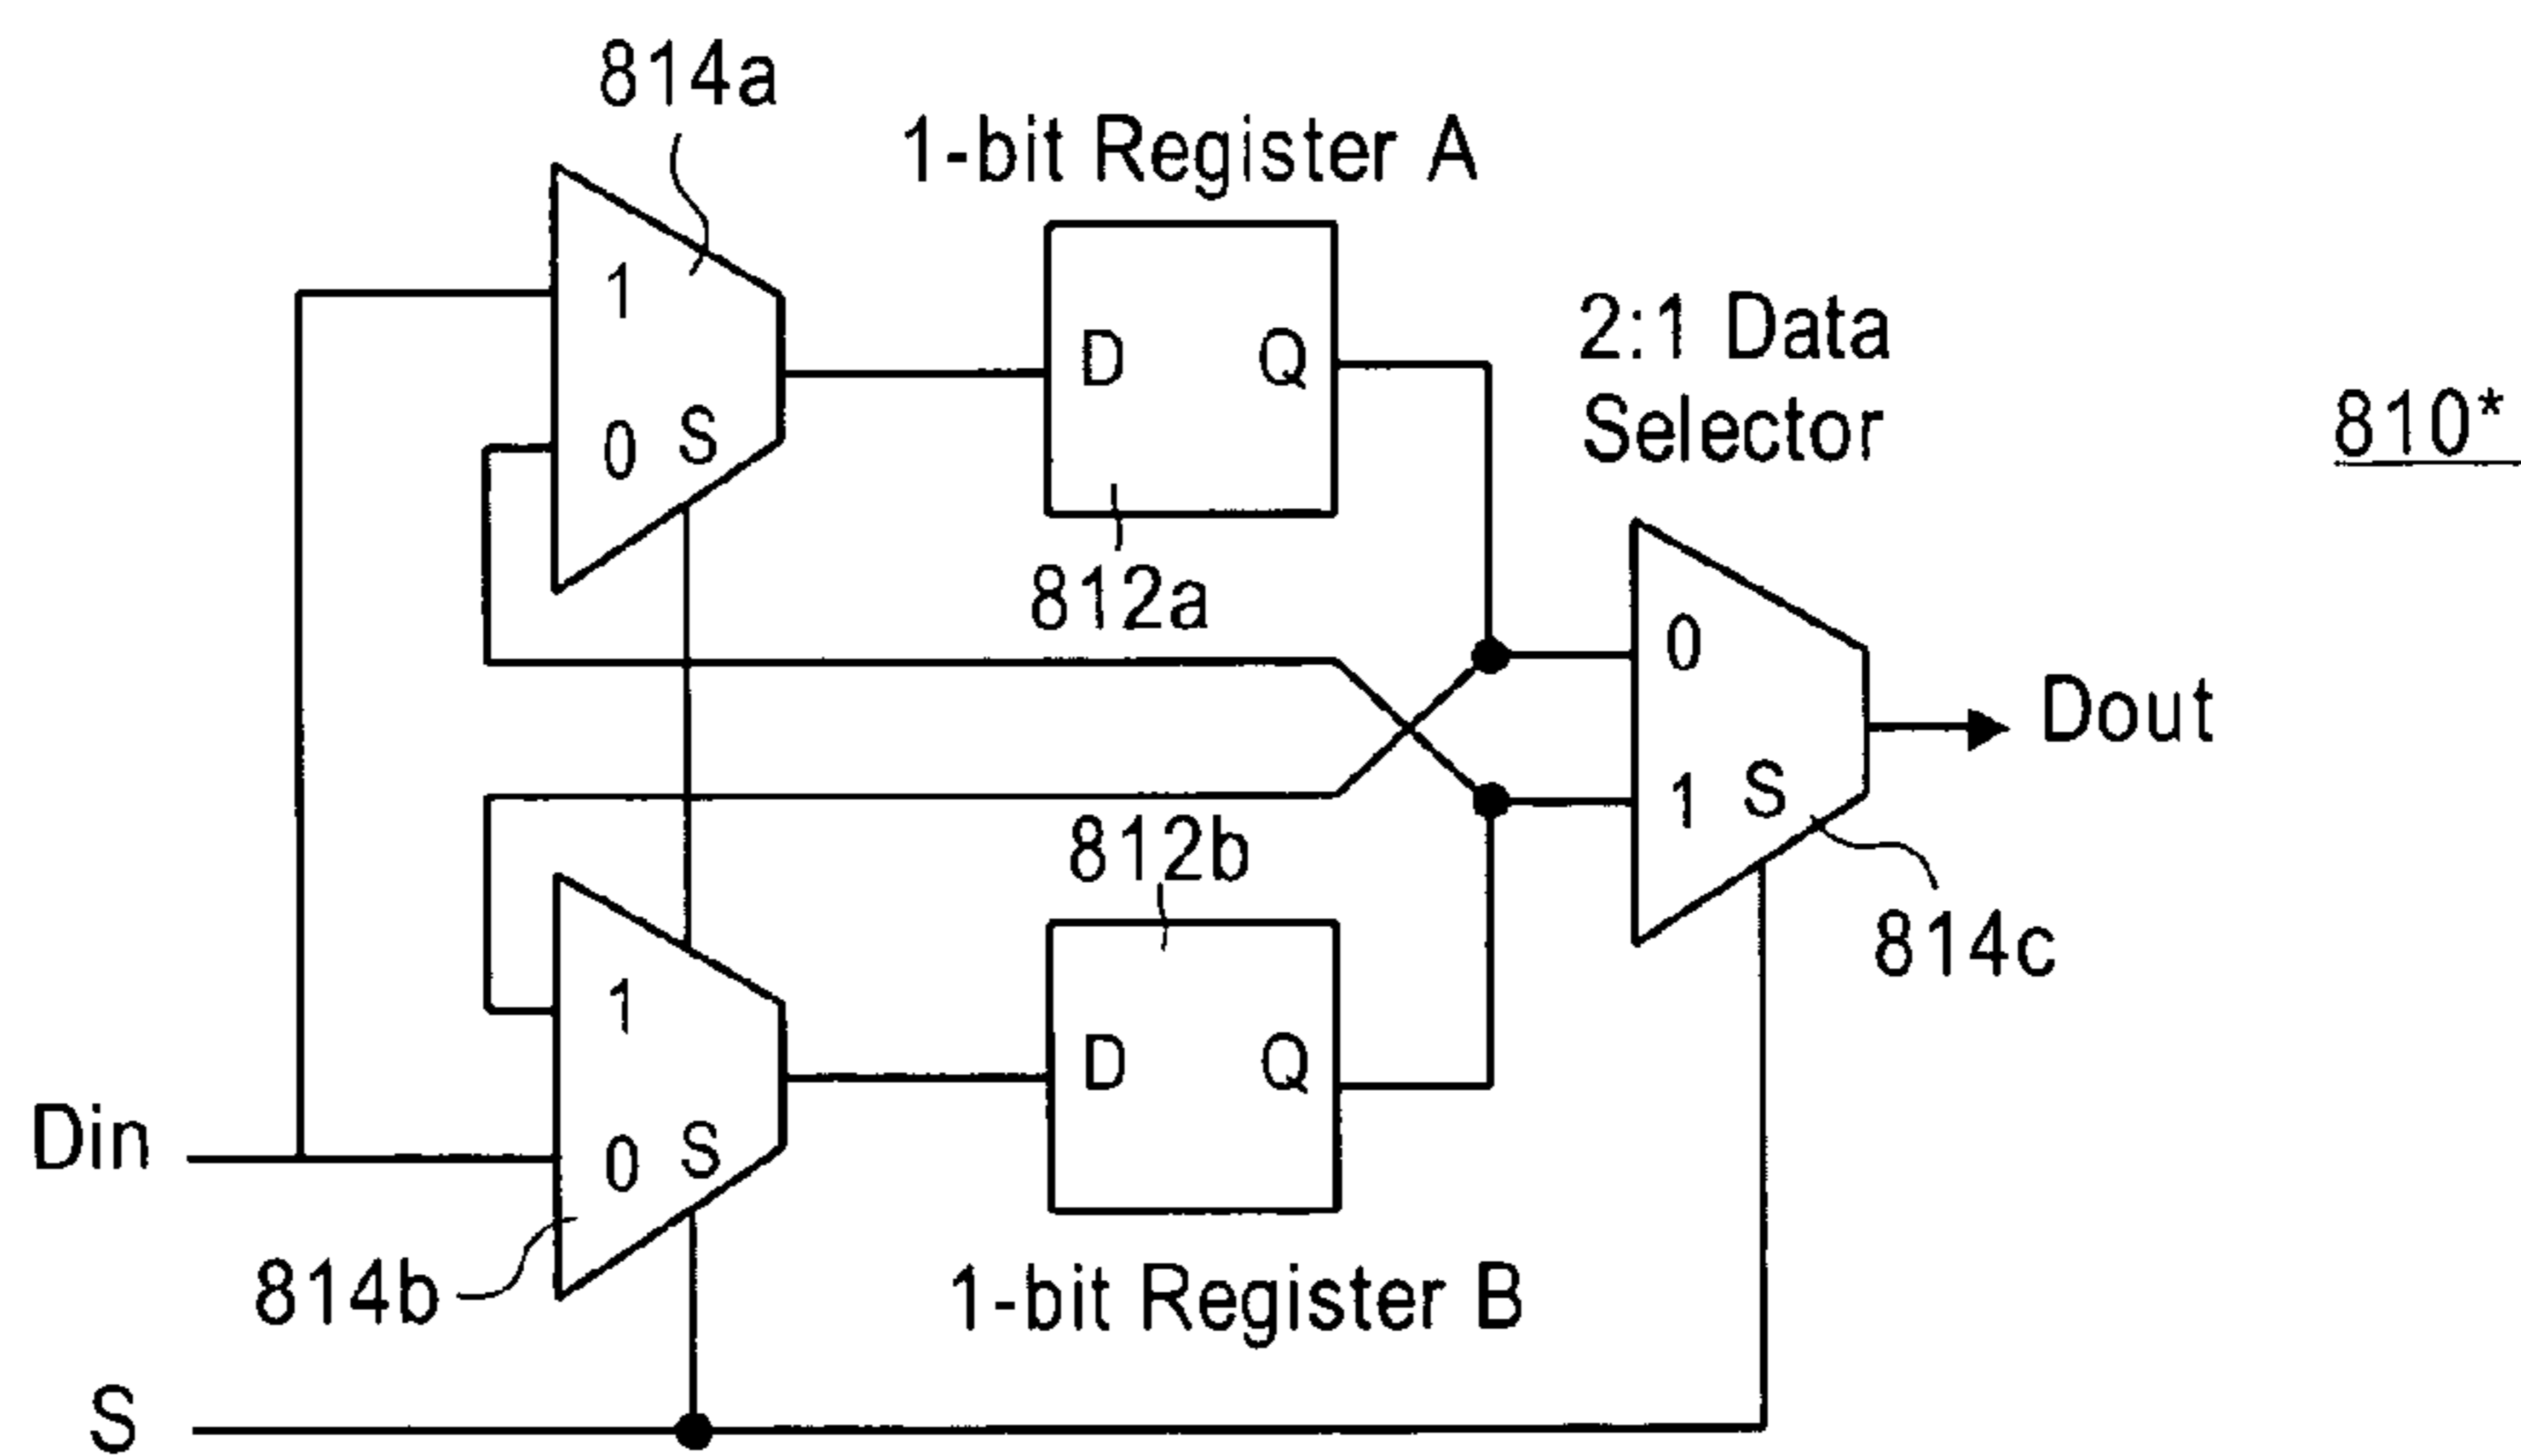 814a
1-bit Register A
1
0
S
D
Q
812a
2:1 Data
Selector
810*
0
1
S
Dout
814c
812b
1
0
S
D
Q
Din
814b
1-bit Register B
S